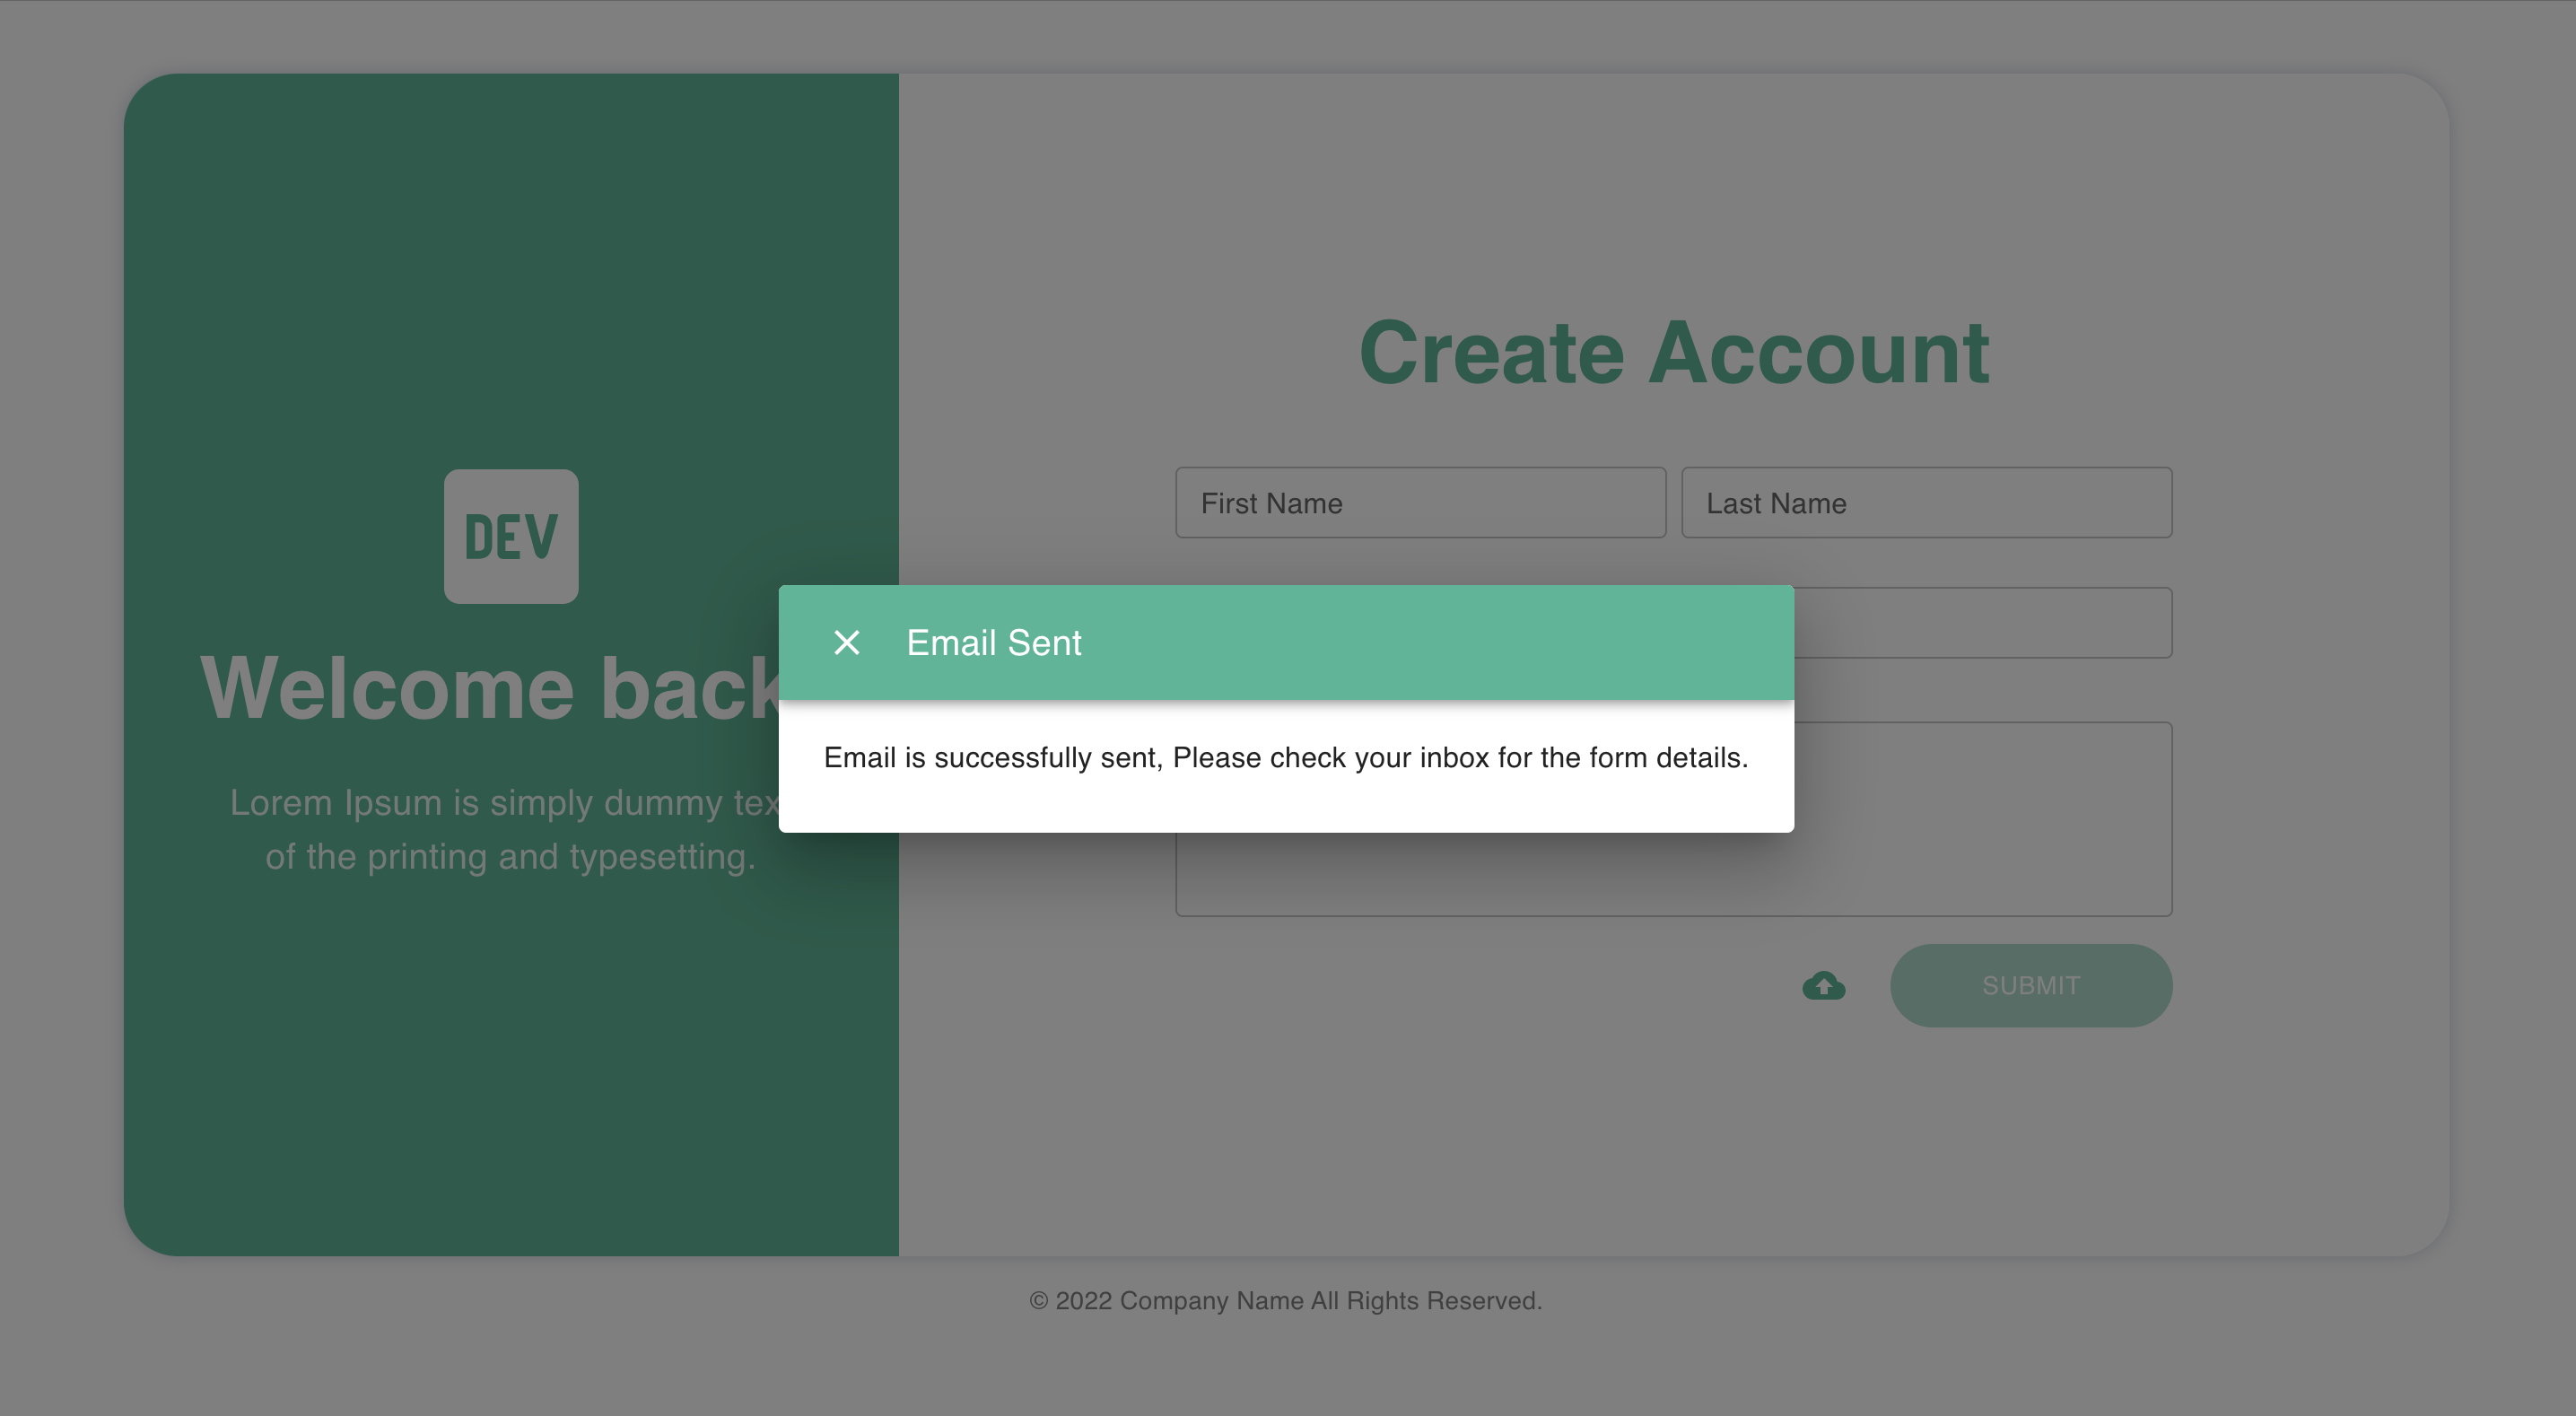 DEV
Welcome back
Lorem Ipsum is simply dummy tex
of the printing and typesetting.
Create Account
First Name
Last Name
Email Sent
Email is successfully sent, Please check your inbox for the form details.
SUBMIT
© 2022 Company Name All Rights Reserved.